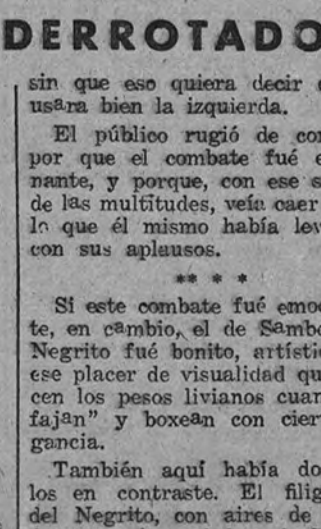 DERROTADO
sin que eso quiera decir
usara bien la izquierda.
El público rugió de con
por que el combate fué e
nante, y porque, con ese s
de las multitudes, veía caer
lo que él mismo había lev
con sus aplausos.
** * *
Si este combate fué emoc
te, en cambio, el de Sambo
Negrito fué bonito, artístic
ese placer de visualidad qu
cen los pesos livianos cuan
fajan" y boxean con cier
gancia.
También aquí había do
los en contraste. El filig
del Negrito, con aires de